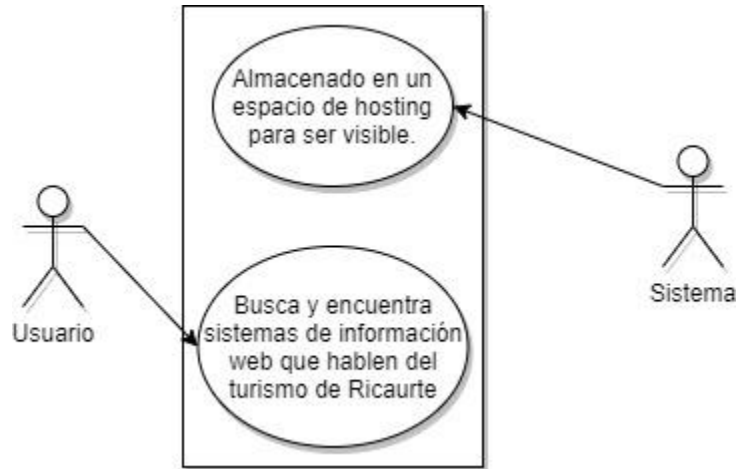 Almacenado en un
espacio de hosting
para ser visible.
Sistema
Usuario
Busca y encuentra
sistemas de información
web que hablen del
turismo de Ricaurte